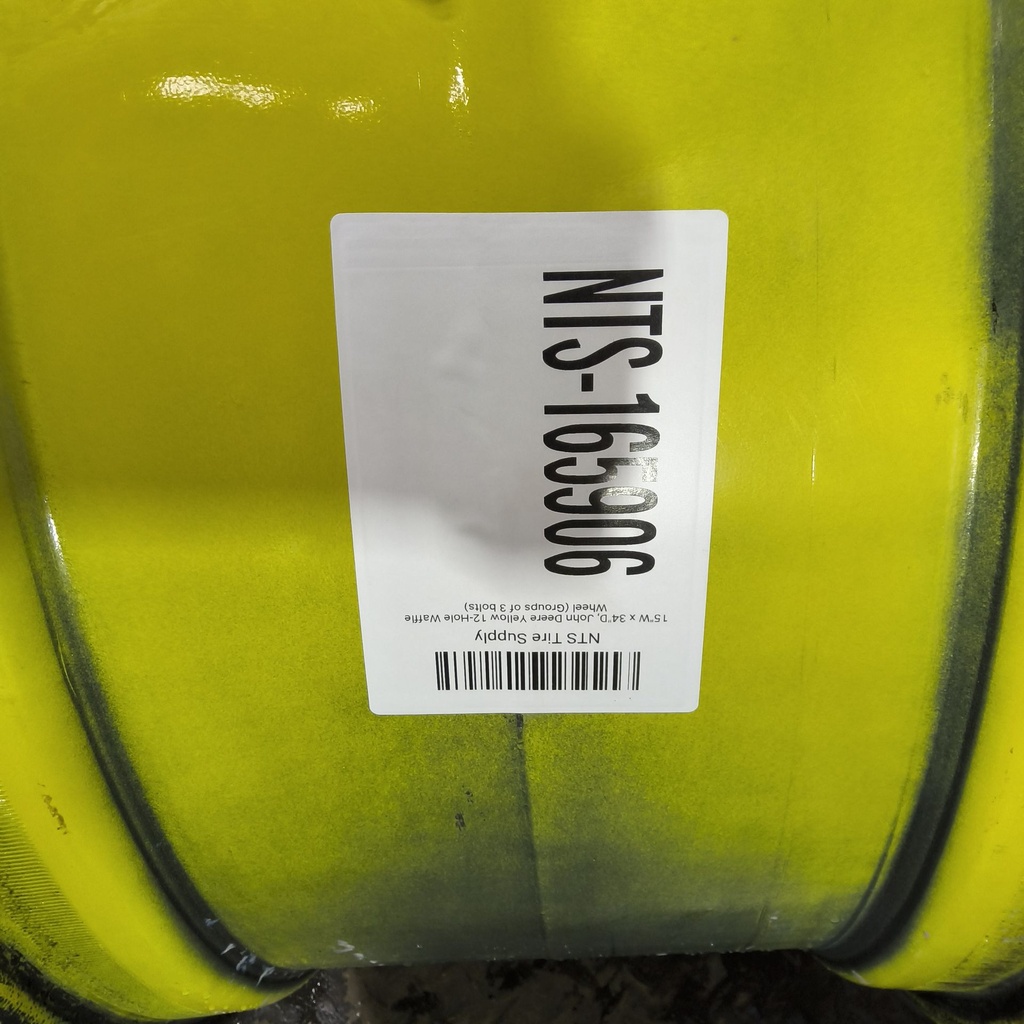 NTS Tire Supply
15"W x 34"D, John Deere Yellow 12-Hole Waffle
Wheel (Groups of 3 bolts)
NTS-165906